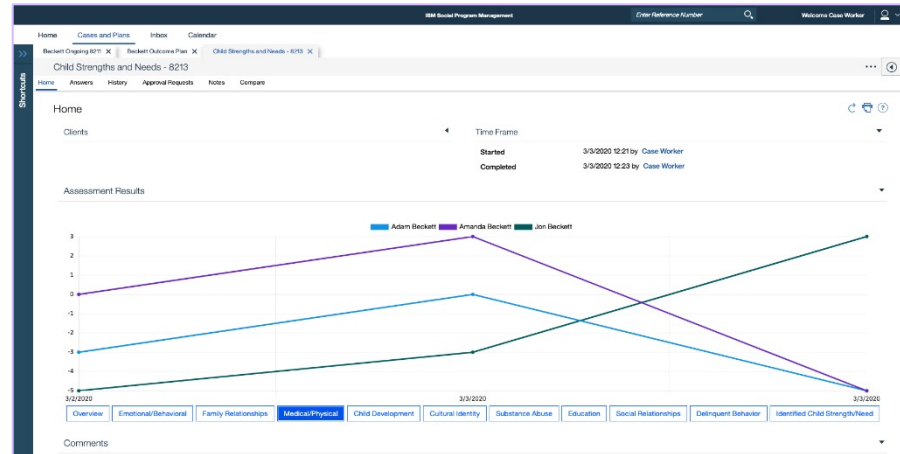 IBM Social Program Management
Enter Reference Number
Welcome Case Worker
Home Cases and Plans Inbox Calendar
Beckett Ongoing 8211 X Beckett Outcome Plan X Child Strengths and Needs - 8213 X
Child Strengths and Needs - 8213
Shortcuts
Home Answers History Approval Requests Notes Compare
Home
Clients
Time Frame
Started 3/3/2020 12:21 by Case Worker
Completed 3/3/2020 12:23 by Case Worker
Assessment Results
Adam Beckett Amanda Beckett Jon Beckett
3
2
1
0
-1
-2
-3
-4
-5
3/2/2020 3/3/2020 3/3/2020
Overview Emotional/Behavioral Family Relationships Medical/Physical Child Development Cultural Identity Substance Abuse Education Social Relationships Delinquent Behavior Identified Child Strength/Need
Comments